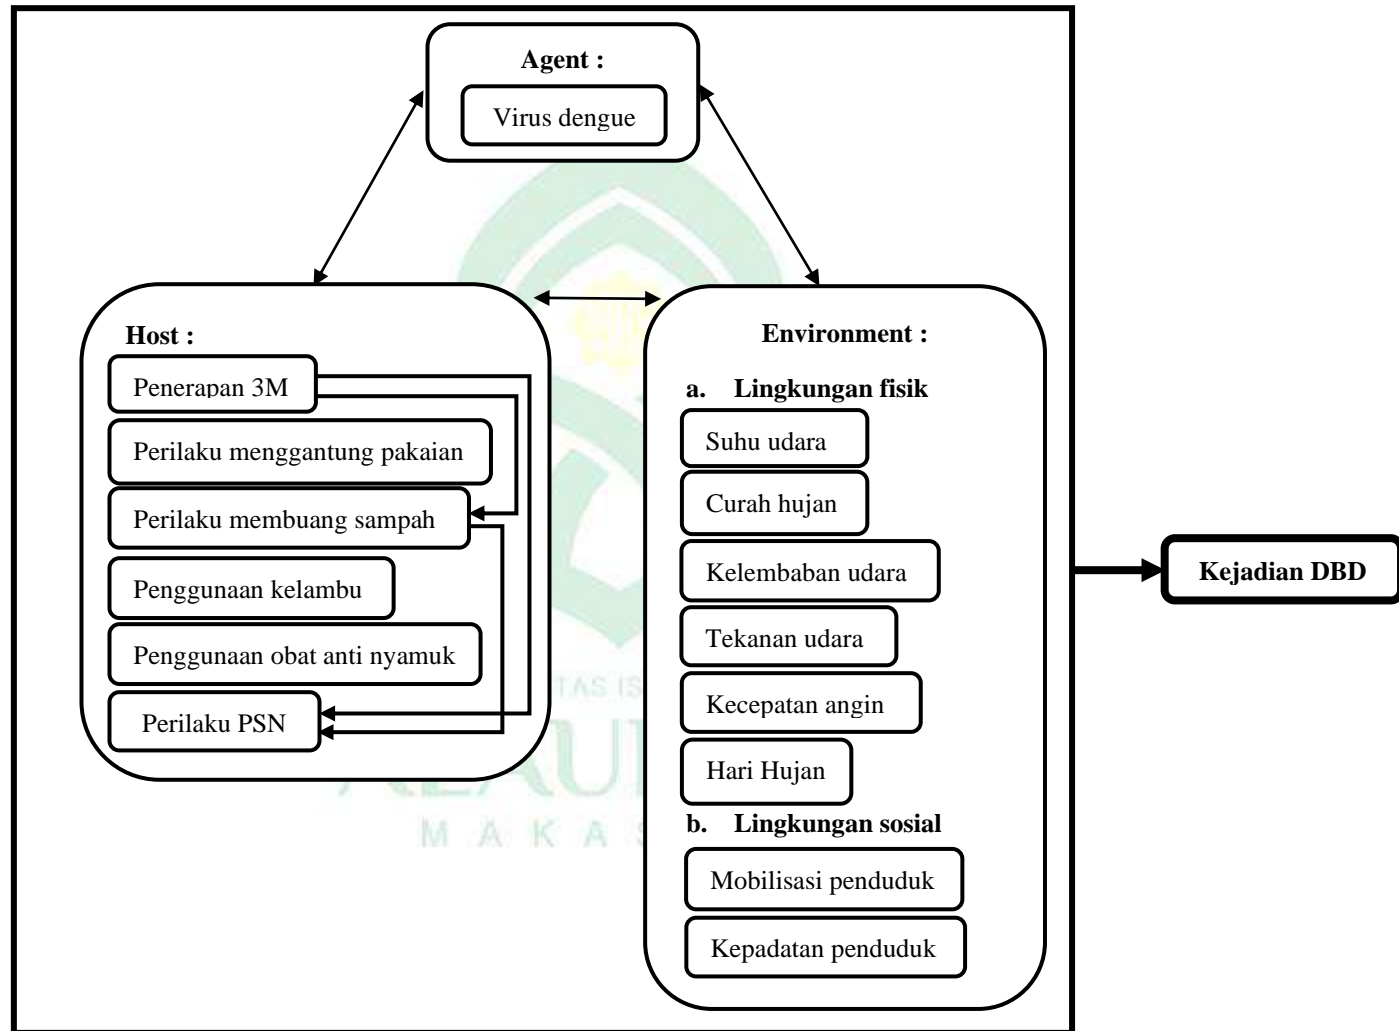 Agent :
Virus dengue
Host :
Penerapan 3M
Perilaku menggantung pakaian
Perilaku membuang sampah
Penggunaan kelambu
Penggunaan obat anti nyamuk
Perilaku PSN
Environment :
a. Lingkungan fisik
Suhu udara
Curah hujan
Kelembaban udara
Tekanan udara
Kecepatan angin
Hari Hujan
b. Lingkungan sosial
Mobilisasi penduduk
Kepadatan penduduk
Kejadian DBD